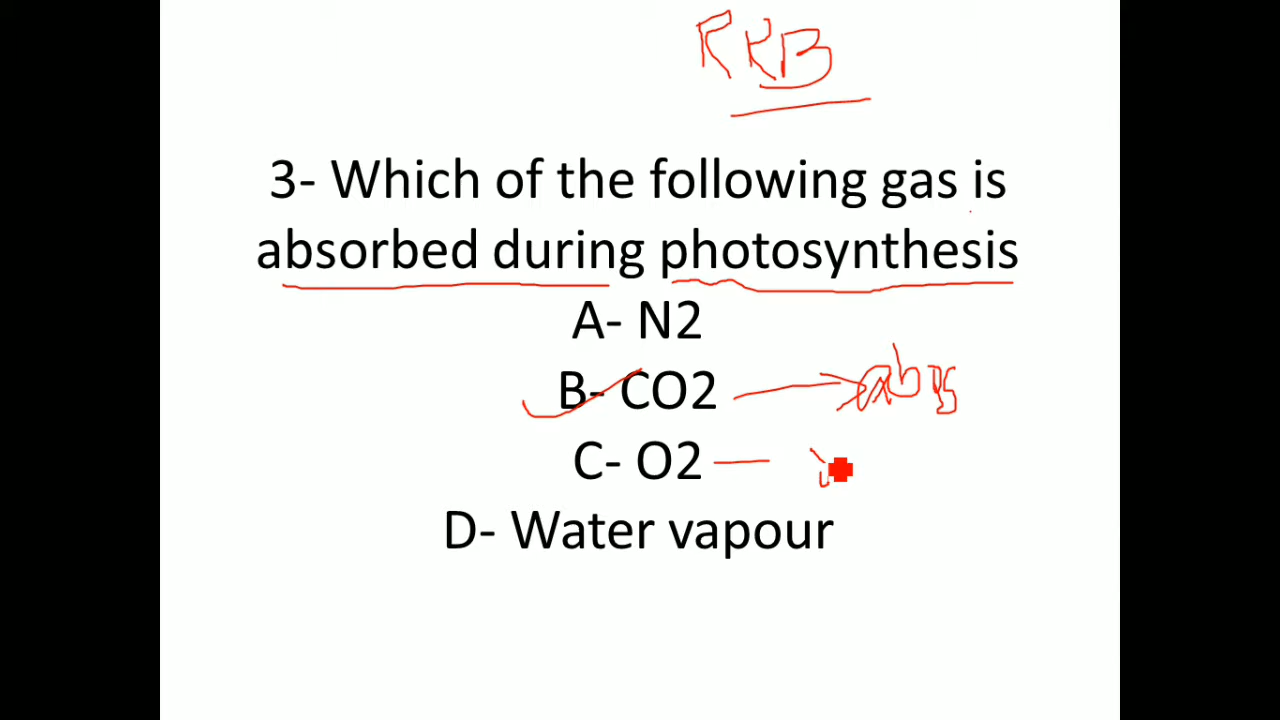 RRB
3- Which of the following gas is
absorbed during photosynthesis
A- N2
B- CO2
C- O2
D- Water vapour